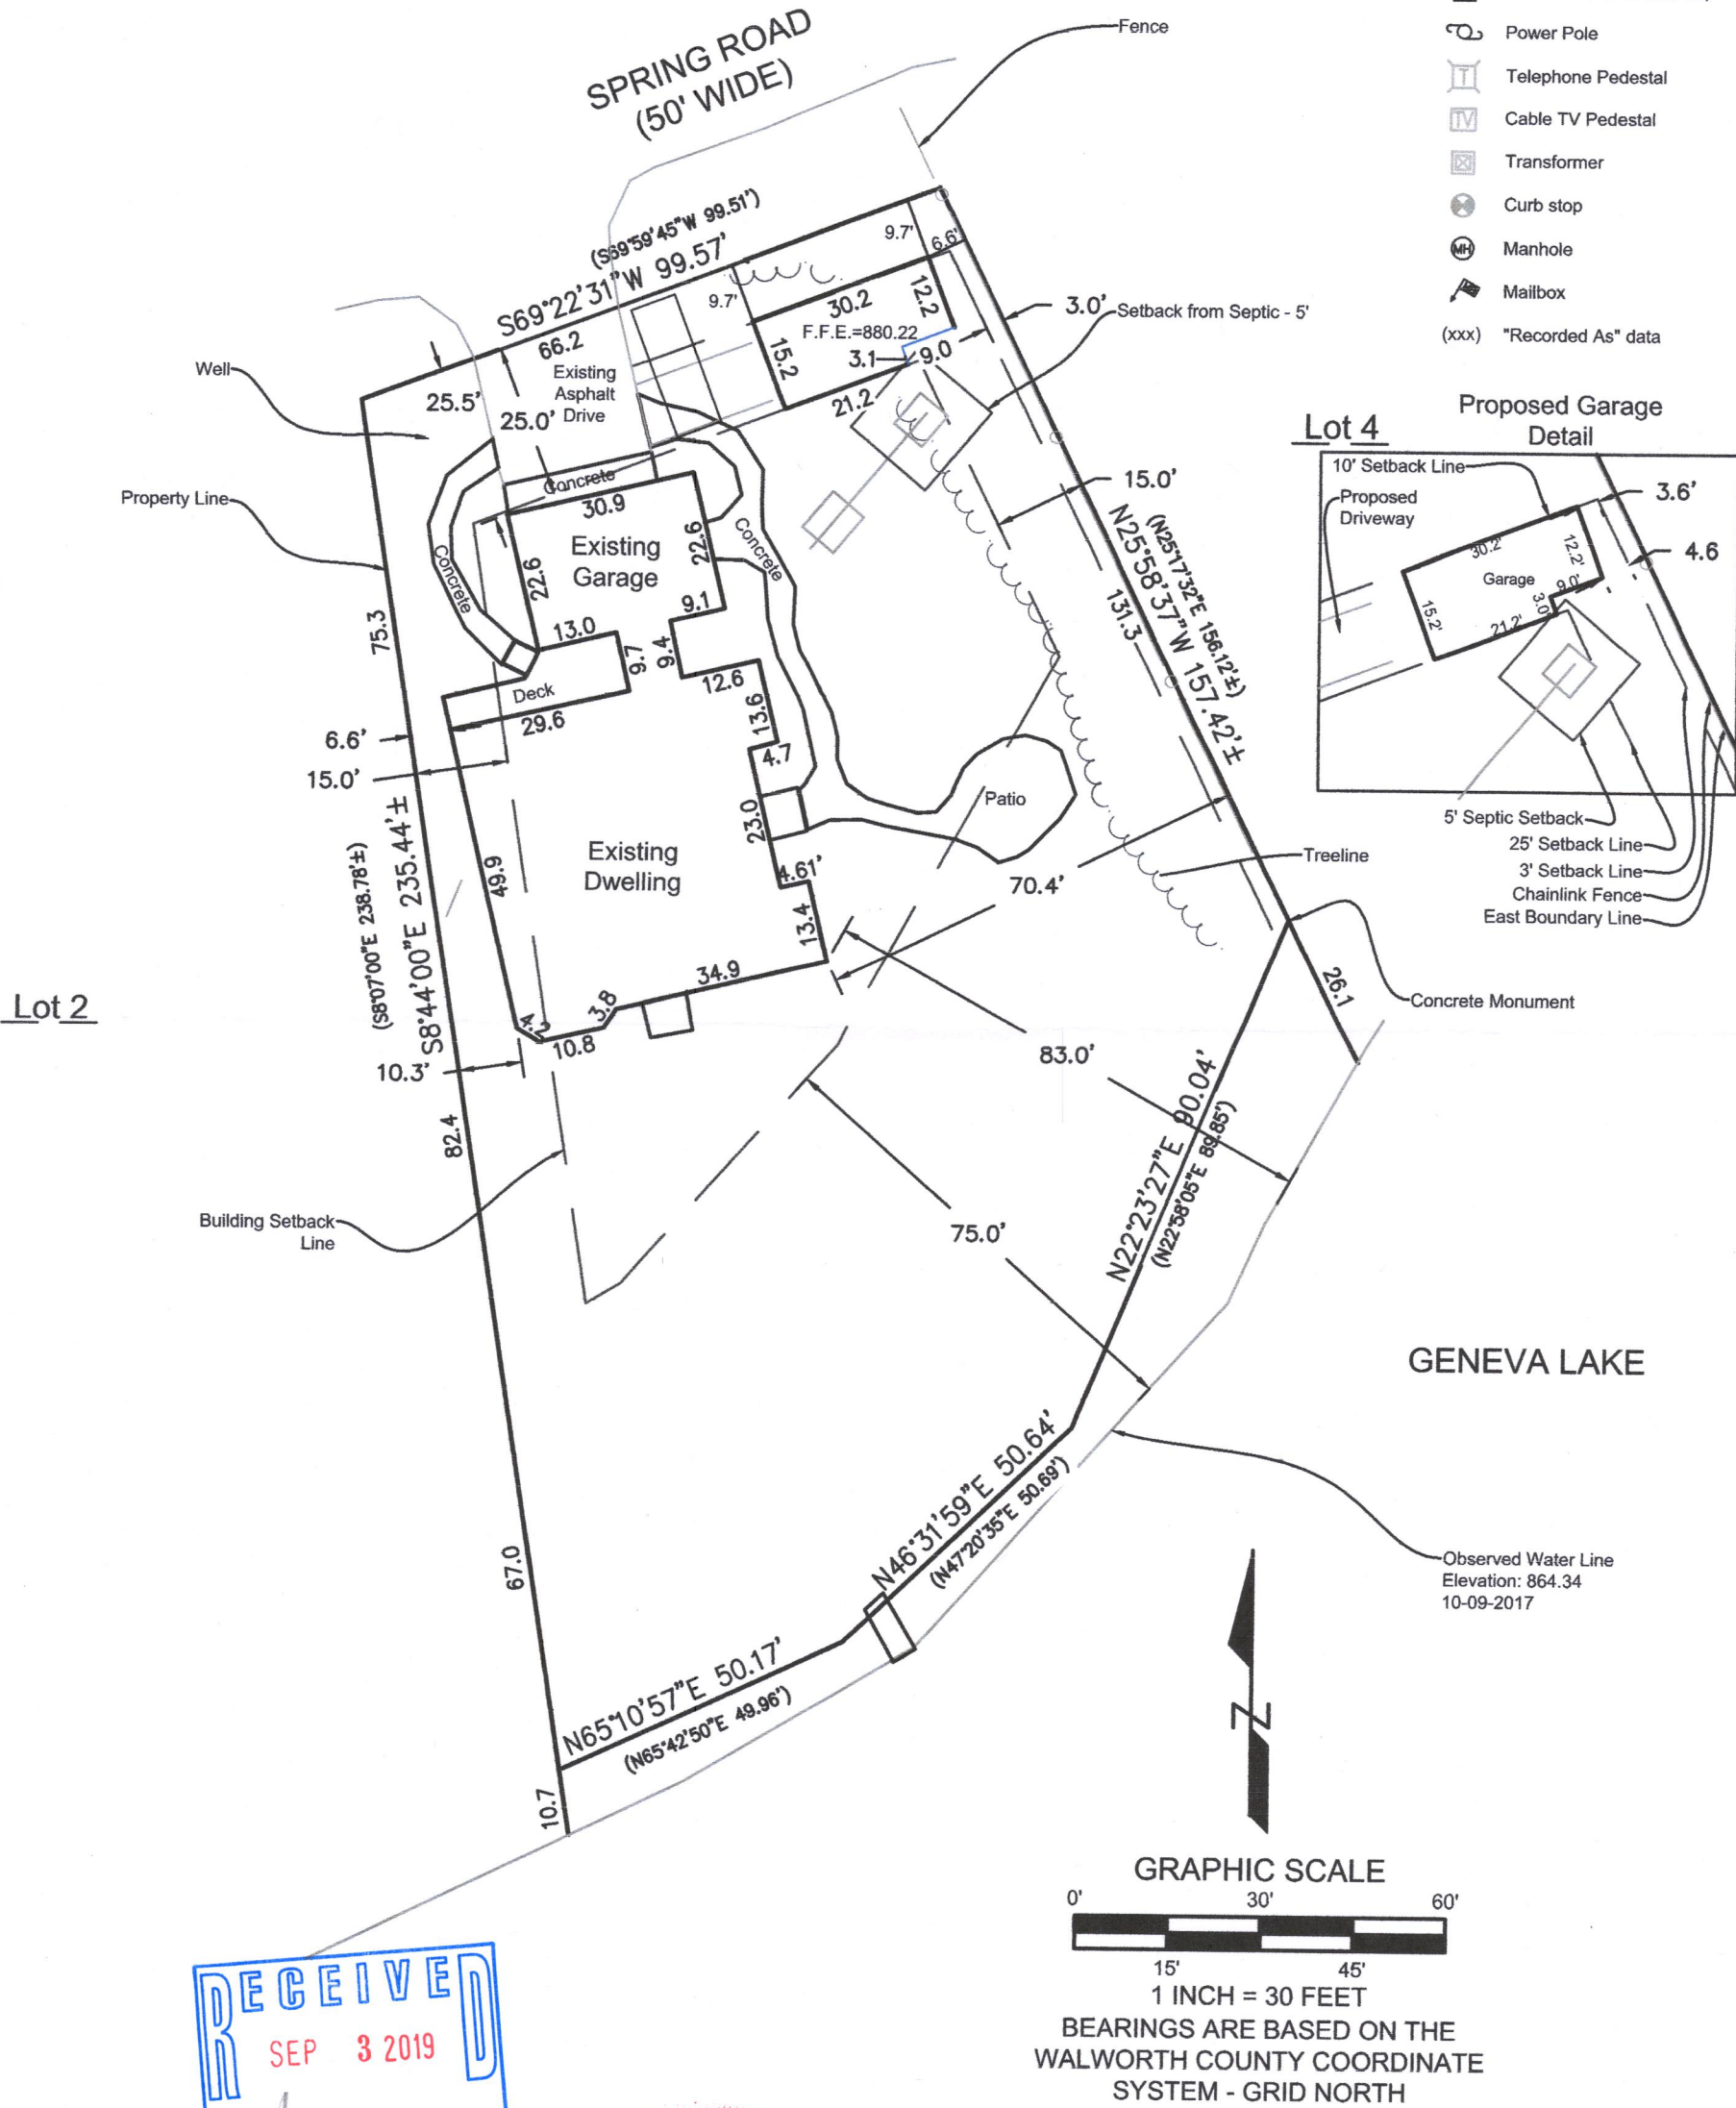 SPRING ROAD
(50' WIDE)
Fence
Power Pole
T Telephone Pedestal
TV Cable TV Pedestal
Transformer
Curb stop
MH Manhole
Mailbox
(xxx) "Recorded As" data
(S69°59'45"W 99.51')
S69°22'31"W 99.57'
66.2
9.7'
6.6'
9.7'
30.2
12.2
F.F.E.=880.22
15.2
3.1
9.0
21.2
3.0'
Setback from Septic - 5'
Well
25.5'
25.0'
Existing
Asphalt
Drive
Property Line
Concrete
30.9
Existing
Garage
22.6
22.6
Concrete
Concrete
15.0'
(N25°17'32"E 156.12'±)
N25°58'37"W 157.42'±
131.3
75.3
13.0
9.7
9.1
9.4
12.6
13.6
4.7
Deck
29.6
6.6'
15.0'
23.0
Patio
Existing
Dwelling
49.9
4.61'
13.4
34.9
3.8
4.2
10.8
10.3'
(S8°07'00"E 238.78'±)
S8°44'00"E 235.44'±
Lot 2
82.4
70.4'
Treeline
26.1
Concrete Monument
83.0'
75.0'
Building Setback
Line
N22°23'27"E 90.04'
(N22°58'05"E 89.85')
Lot 4
Proposed Garage
Detail
10' Setback Line
Proposed
Driveway
3.6'
4.6
30.2'
12.2'
Garage
9.0'
3.0'
15.2'
21.2'
5' Septic Setback
25' Setback Line
3' Setback Line
Chainlink Fence
East Boundary Line
GENEVA LAKE
N46°31'59"E 50.64'
(N47°20'35"E 50.69')
67.0
Observed Water Line
Elevation: 864.34
10-09-2017
N65°10'57"E 50.17'
(N65°42'50"E 49.96')
10.7
N
GRAPHIC SCALE
0' 30' 60'
15' 45'
1 INCH = 30 FEET
BEARINGS ARE BASED ON THE
WALWORTH COUNTY COORDINATE
SYSTEM - GRID NORTH
RECEIVED
SEP 3 2019